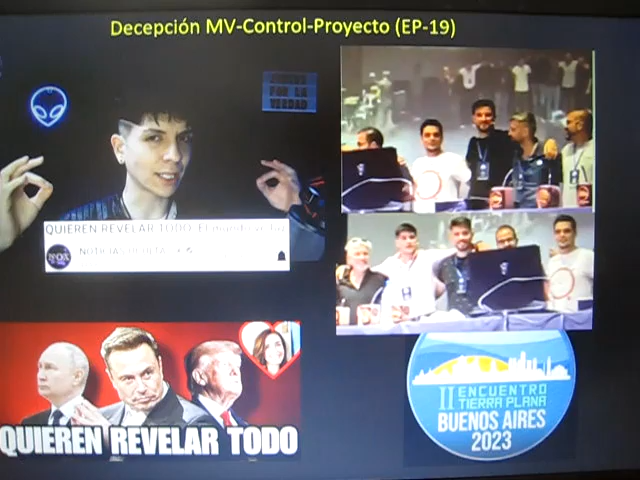 Decepción MV-Control-Proyecto (EP-19)
POR LA
VERDAD
QUIEREN REVELAR TODO:
NOX
QUIEREN REVELAR TODO
II ENCUENTRO
TIERRA PLANA
BUENOS AIRES
2023